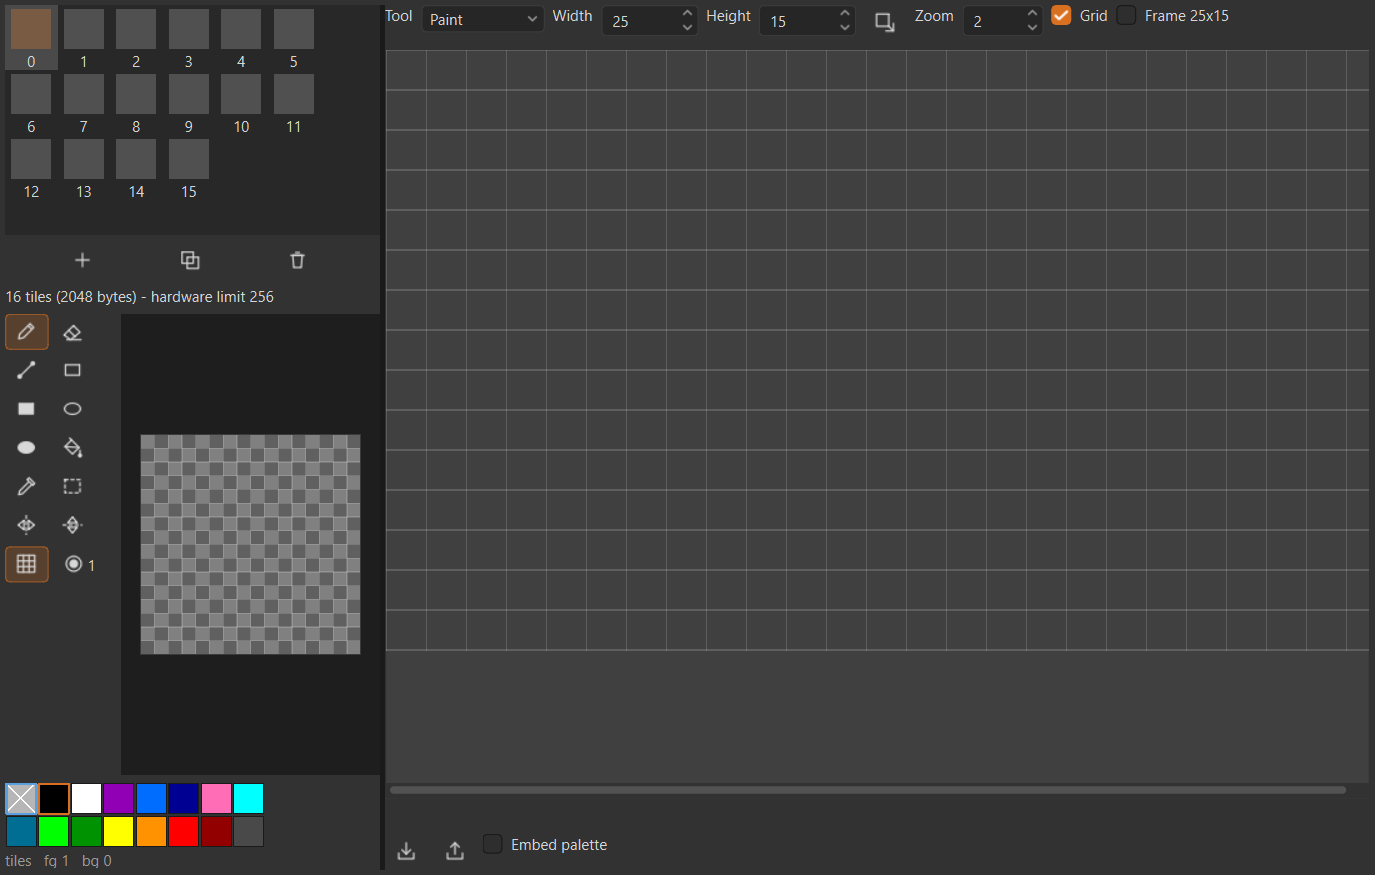 Tool Paint Width 25 Height 15 Zoom 2 Grid Frame 25x15
0 1 2 3 4 5
6 7 8 9 10 11
12 13 14 15
16 tiles (2048 bytes) - hardware limit 256
1
tiles fg 1 bg 0
Embed palette